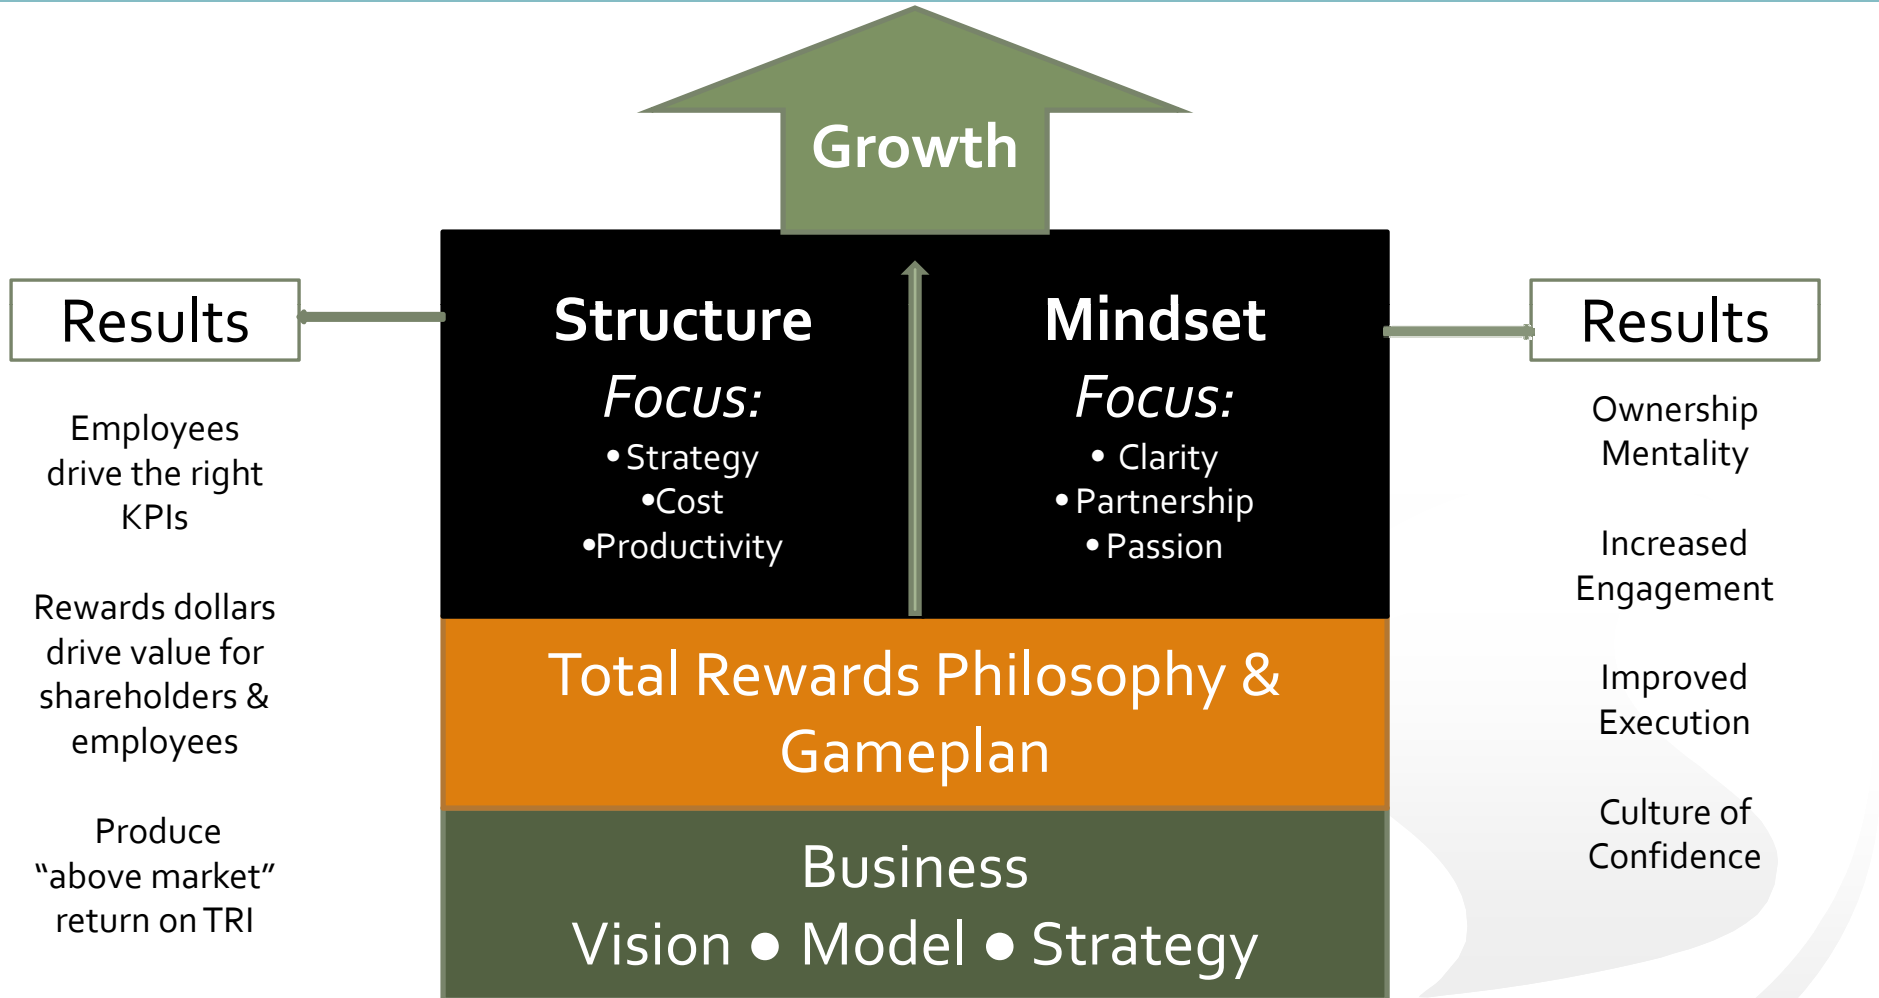 Growth
Results
Employees
drive the right
KPIs
Rewards dollars
drive value for
shareholders &
employees
Produce
“above market”
return on TRI
Structure
Focus:
• Strategy
•Cost
•Productivity
Mindset
Focus:
• Clarity
• Partnership
• Passion
Results
Ownership
Mentality
Increased
Engagement
Improved
Execution
Culture of
Confidence
Total Rewards Philosophy &
Gameplan
Business
Vision ● Model ● Strategy